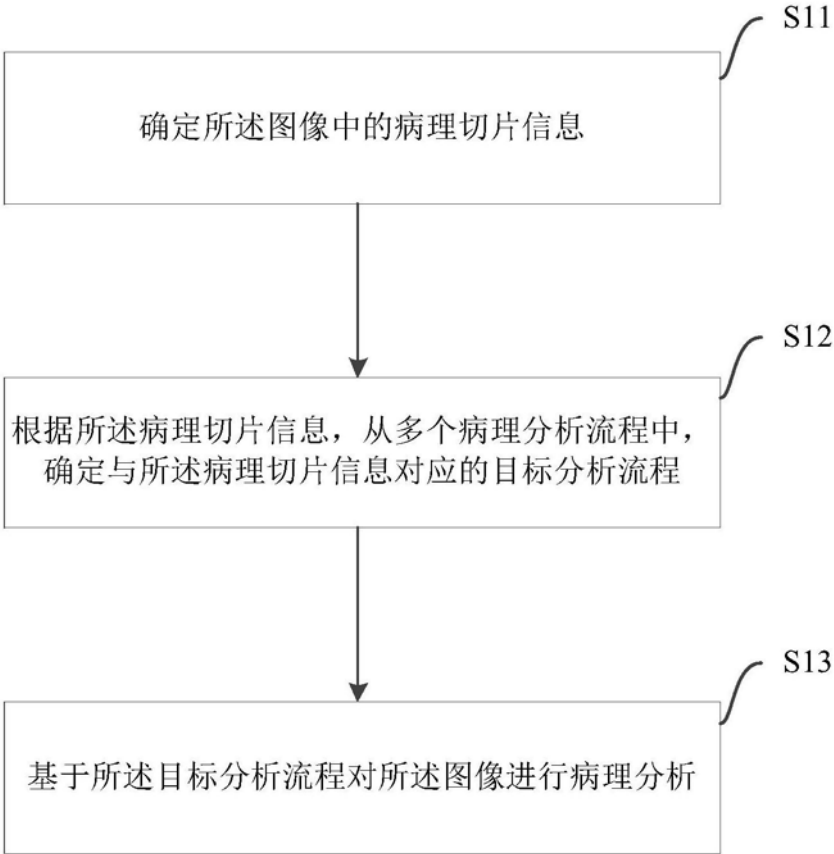 S11
确定所述图像中的病理切片信息
S12
根据所述病理切片信息，从多个病理分析流程中，
确定与所述病理切片信息对应的目标分析流程
S13
基于所述目标分析流程对所述图像进行病理分析